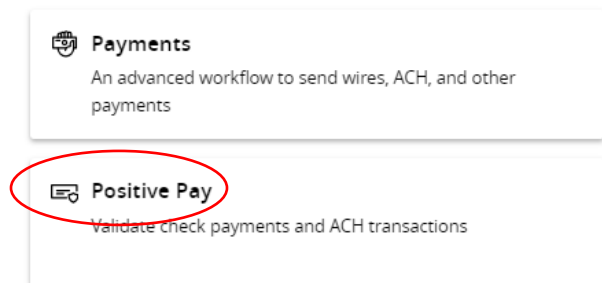 Payments
An advanced workflow to send wires, ACH, and other
payments
Positive Pay
Validate check payments and ACH transactions